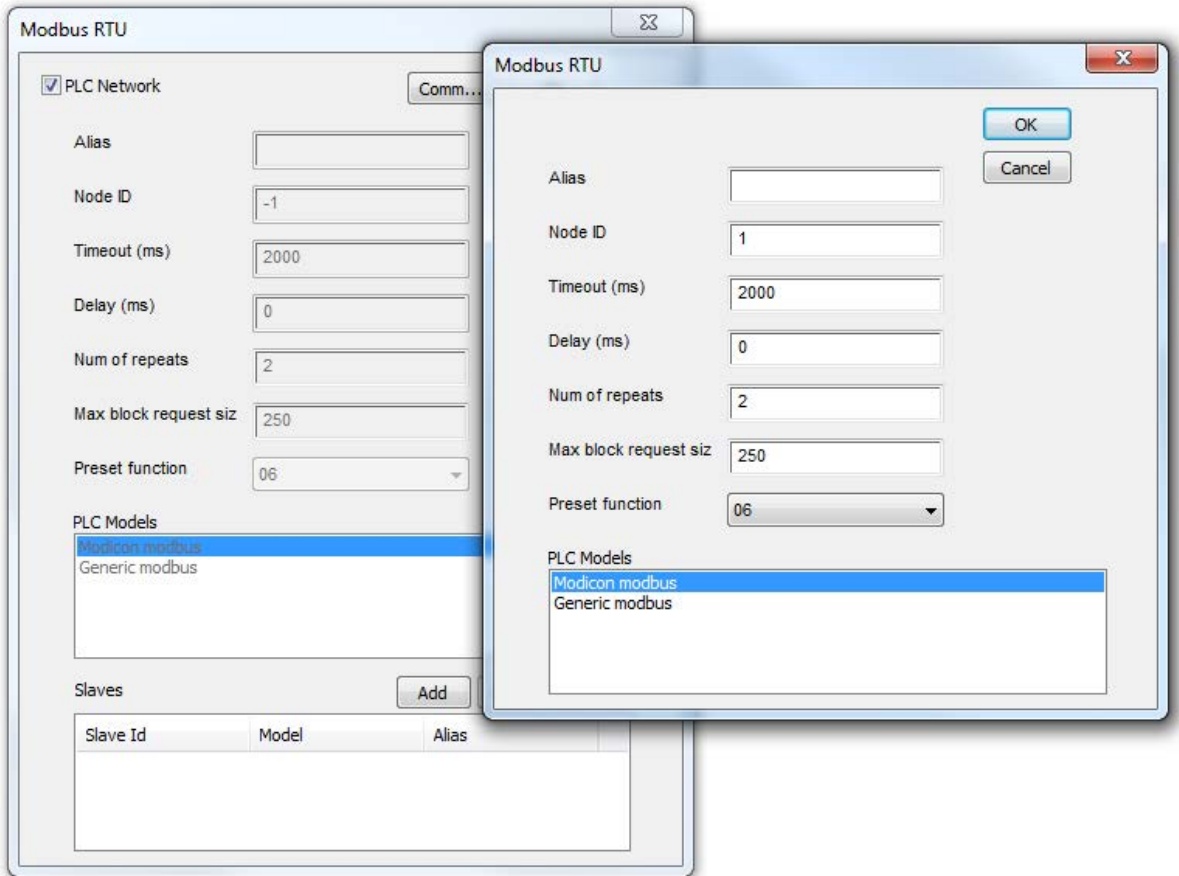 Modbus RTU
PLC Network
Comm...
Alias
Node ID
-1
Timeout (ms)
2000
Delay (ms)
0
Num of repeats
2
Max block request siz
250
Preset function
06
PLC Models
Modicon modbus
Generic modbus
Slaves
Add
Slave Id Model Alias
Modbus RTU
OK
Cancel
Alias
Node ID
1
Timeout (ms)
2000
Delay (ms)
0
Num of repeats
2
Max block request siz
250
Preset function
06
PLC Models
Modicon modbus
Generic modbus